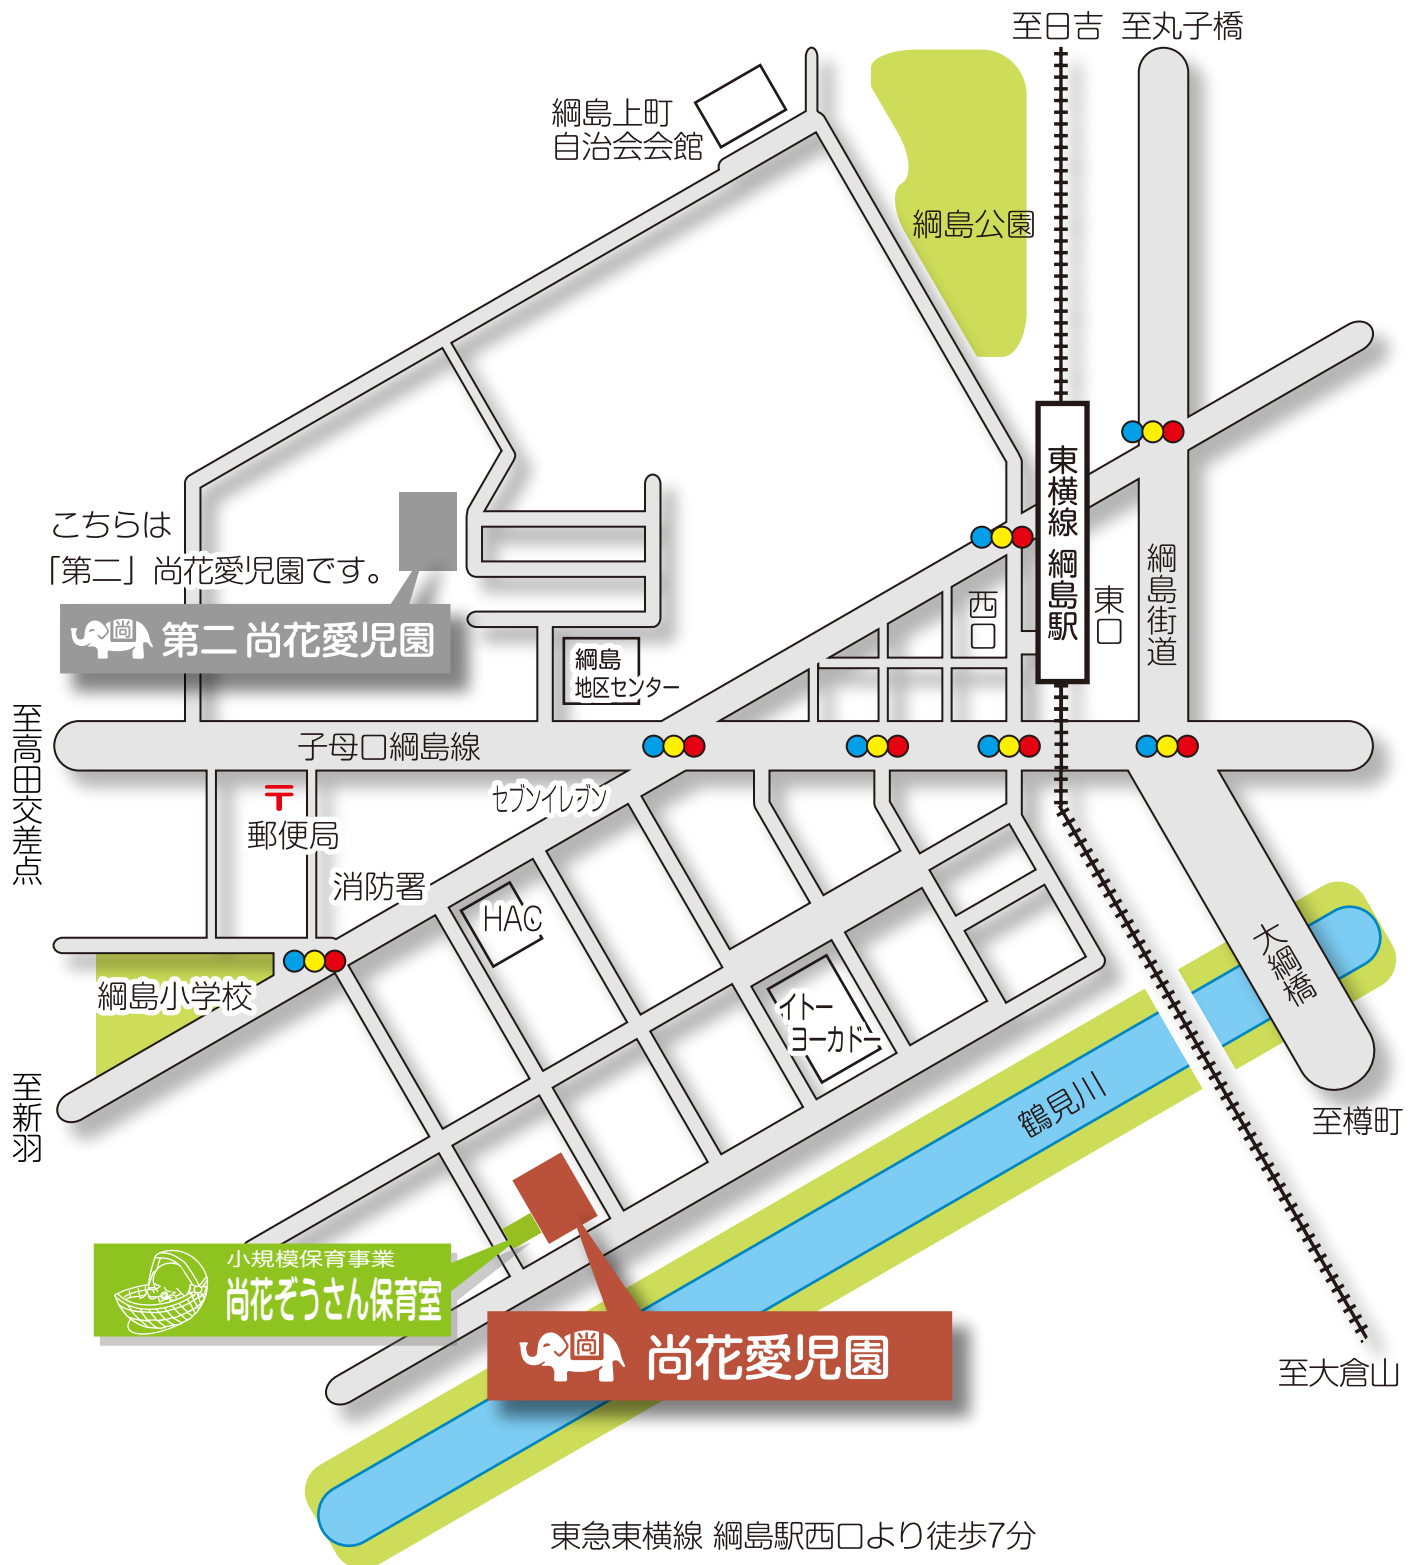 至日吉
至丸子橋
綱島上町
自治会会館
綱島公園
東横線 綱島駅
西口
東口
綱島街道
こちらは
「第二」尚花愛児園です。
尚
第二 尚花愛児園
綱島
地区センター
至高田交差点
子母口綱島線
〒
郵便局
セブンイレブン
消防署
HAC
綱島小学校
イトー
ヨーカドー
大綱橋
至新羽
鶴見川
至樽町
小規模保育事業
尚花ぞうさん保育室
尚
尚花愛児園
至大倉山
東急東横線 綱島駅西口より徒歩7分